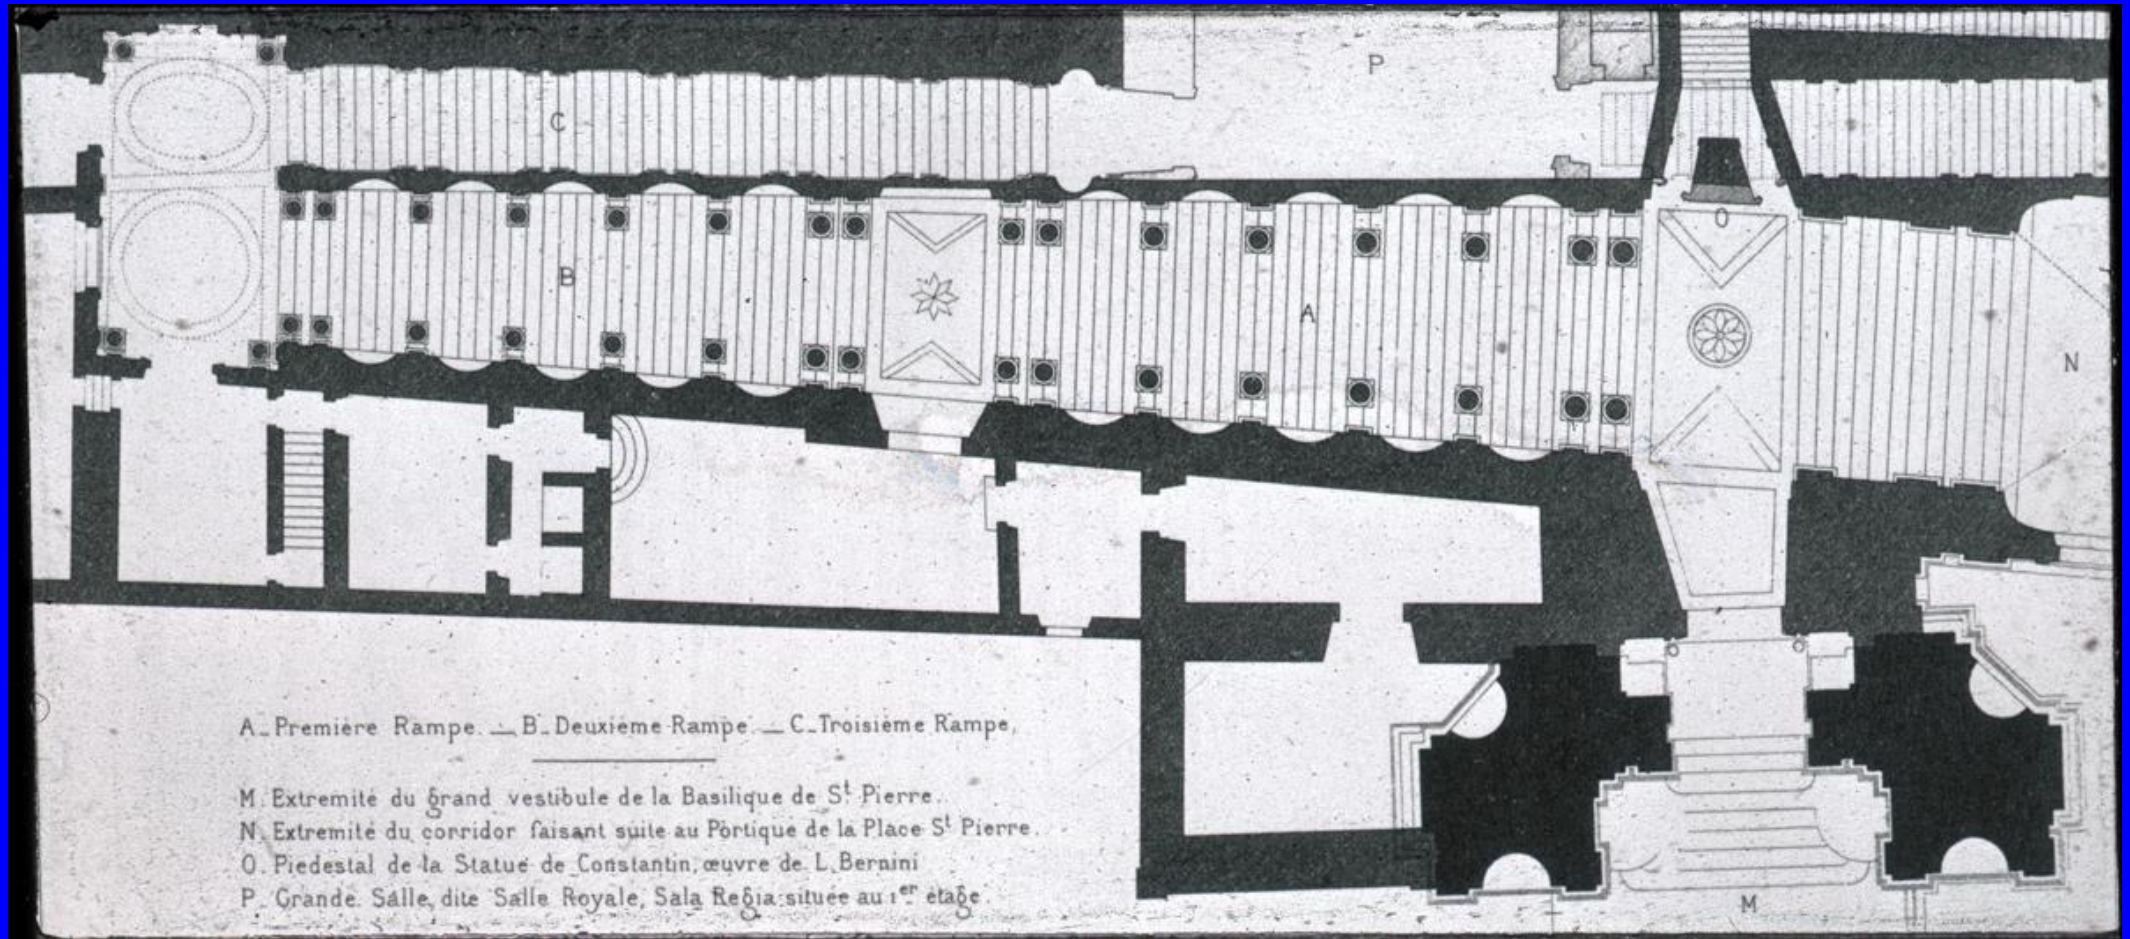 P
C
O
N
B
A
A_Première Rampe._B_Deuxième Rampe._C_Troisième Rampe,
M. Extremité du grand vestibule de la Basilique de St. Pierre.
N. Extremité du corridor faisant suite au Portique de la Place St Pierre.
O. Piedestal de la Statue de Constantin, œuvre de L. Bernini
P_ Grande Salle, dite Salle Royale, Sala Regia située au 1er étage.
M